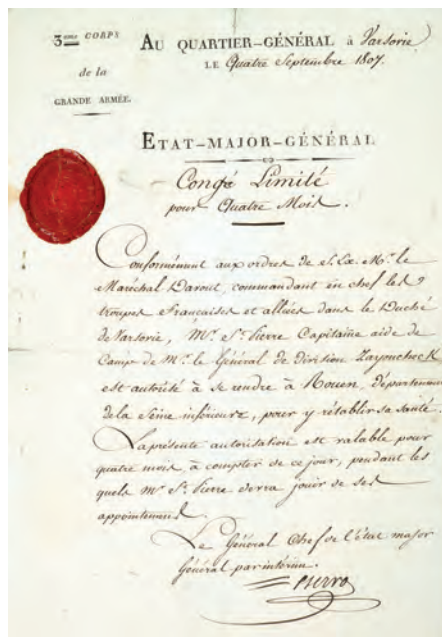 3eme CORPS
de la
GRANDE ARMÉE.
AU QUARTIER-GÉNÉRAL à Varsovie
LE Quatre Septembre 1807.
ETAT-MAJOR-GÉNÉRAL
Congé Limité
pour Quatre Mois.
Conformément aux ordres de S. Ex. Mr. le
Maréchal Davout, commandant en chef les
troupes Françaises et alliées dans le Duché
de Varsovie, Mr. St. Pierre Capitaine aide de
Camp de Mr. le Général de division Zayoncheck
est autorisé à se rendre à Rouen, département
de la Seine inférieure, pour y rétablir sa santé.
La présente autorisation est valable pour
quatre mois, à compter de ce jour, pendant les
quels Mr St. Pierre devra jouir de ses
appointemens.
Le Général Chef de l'état major
Général par interim.